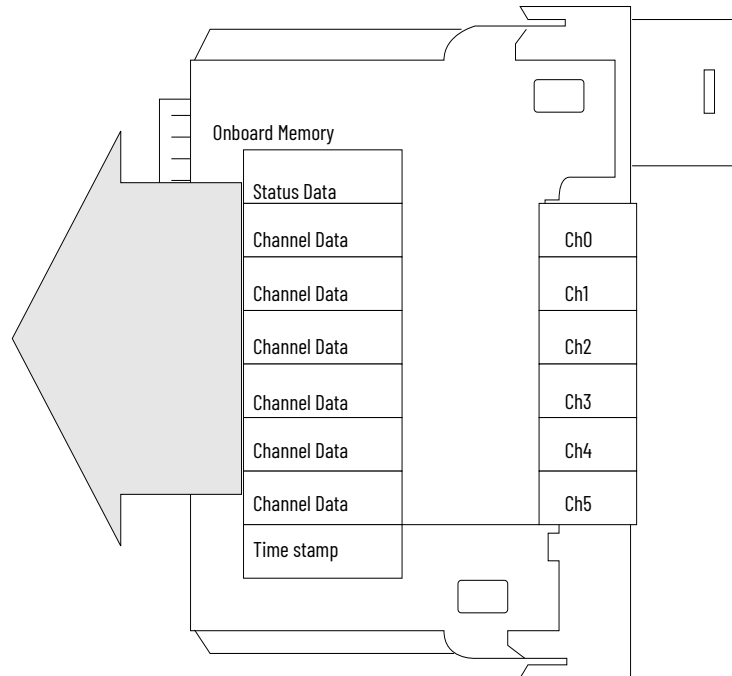 Onboard Memory
Status Data
Channel Data
Ch0
Channel Data
Ch1
Channel Data
Ch2
Channel Data
Ch3
Channel Data
Ch4
Channel Data
Ch5
Time stamp